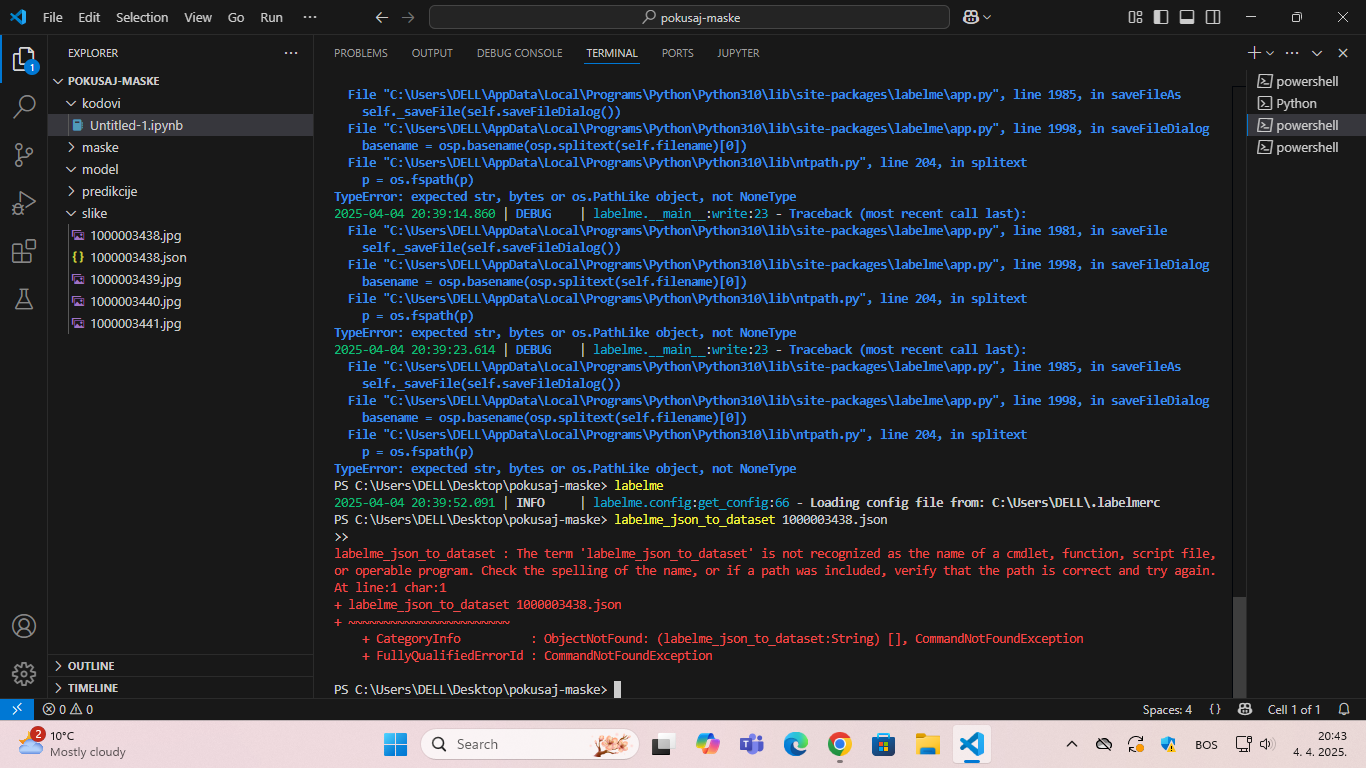 File Edit Selection View Go Run ···
pokusaj-maske
EXPLORER ···
POKUSAJ-MASKE
kodovi
Untitled-1.ipynb
maske
model
predikcije
slike
1000003438.jpg
{} 1000003438.json
1000003439.jpg
1000003440.jpg
1000003441.jpg
OUTLINE
TIMELINE
1
PROBLEMS OUTPUT DEBUG CONSOLE TERMINAL PORTS JUPYTER
File "C:\Users\DELL\AppData\Local\Programs\Python\Python310\lib\site-packages\labelme\app.py", line 1985, in saveFileAs
self._saveFile(self.saveFileDialog())
File "C:\Users\DELL\AppData\Local\Programs\Python\Python310\lib\site-packages\labelme\app.py", line 1998, in saveFileDialog
basename = osp.basename(osp.splitext(self.filename)[0])
File "C:\Users\DELL\AppData\Local\Programs\Python\Python310\lib\ntpath.py", line 204, in splitext
p = os.fspath(p)
TypeError: expected str, bytes or os.PathLike object, not NoneType
2025-04-04 20:39:14.860 | DEBUG    | labelme.__main__:write:23 - Traceback (most recent call last):
File "C:\Users\DELL\AppData\Local\Programs\Python\Python310\lib\site-packages\labelme\app.py", line 1981, in saveFile
self._saveFile(self.saveFileDialog())
File "C:\Users\DELL\AppData\Local\Programs\Python\Python310\lib\site-packages\labelme\app.py", line 1998, in saveFileDialog
basename = osp.basename(osp.splitext(self.filename)[0])
File "C:\Users\DELL\AppData\Local\Programs\Python\Python310\lib\ntpath.py", line 204, in splitext
p = os.fspath(p)
TypeError: expected str, bytes or os.PathLike object, not NoneType
2025-04-04 20:39:23.614 | DEBUG    | labelme.__main__:write:23 - Traceback (most recent call last):
File "C:\Users\DELL\AppData\Local\Programs\Python\Python310\lib\site-packages\labelme\app.py", line 1985, in saveFileAs
self._saveFile(self.saveFileDialog())
File "C:\Users\DELL\AppData\Local\Programs\Python\Python310\lib\site-packages\labelme\app.py", line 1998, in saveFileDialog
basename = osp.basename(osp.splitext(self.filename)[0])
File "C:\Users\DELL\AppData\Local\Programs\Python\Python310\lib\ntpath.py", line 204, in splitext
p = os.fspath(p)
TypeError: expected str, bytes or os.PathLike object, not NoneType
PS C:\Users\DELL\Desktop\pokusaj-maske> labelme
2025-04-04 20:39:52.091 | INFO     | labelme.config:get_config:66 - Loading config file from: C:\Users\DELL\.labelmerc
PS C:\Users\DELL\Desktop\pokusaj-maske> labelme_json_to_dataset 1000003438.json
>>
labelme_json_to_dataset : The term 'labelme_json_to_dataset' is not recognized as the name of a cmdlet, function, script file,
or operable program. Check the spelling of the name, or if a path was included, verify that the path is correct and try again.
At line:1 char:1
+ labelme_json_to_dataset 1000003438.json
+ ~~~~~~~~~~~~~~~~~~~~~~~
+ CategoryInfo          : ObjectNotFound: (labelme_json_to_dataset:String) [], CommandNotFoundException
+ FullyQualifiedErrorId : CommandNotFoundException
PS C:\Users\DELL\Desktop\pokusaj-maske>
powershell
Python
powershell
powershell
0 0
Spaces: 4 {} Cell 1 of 1
2
10°C
Mostly cloudy
Search
BOS
20:43
4. 4. 2025.